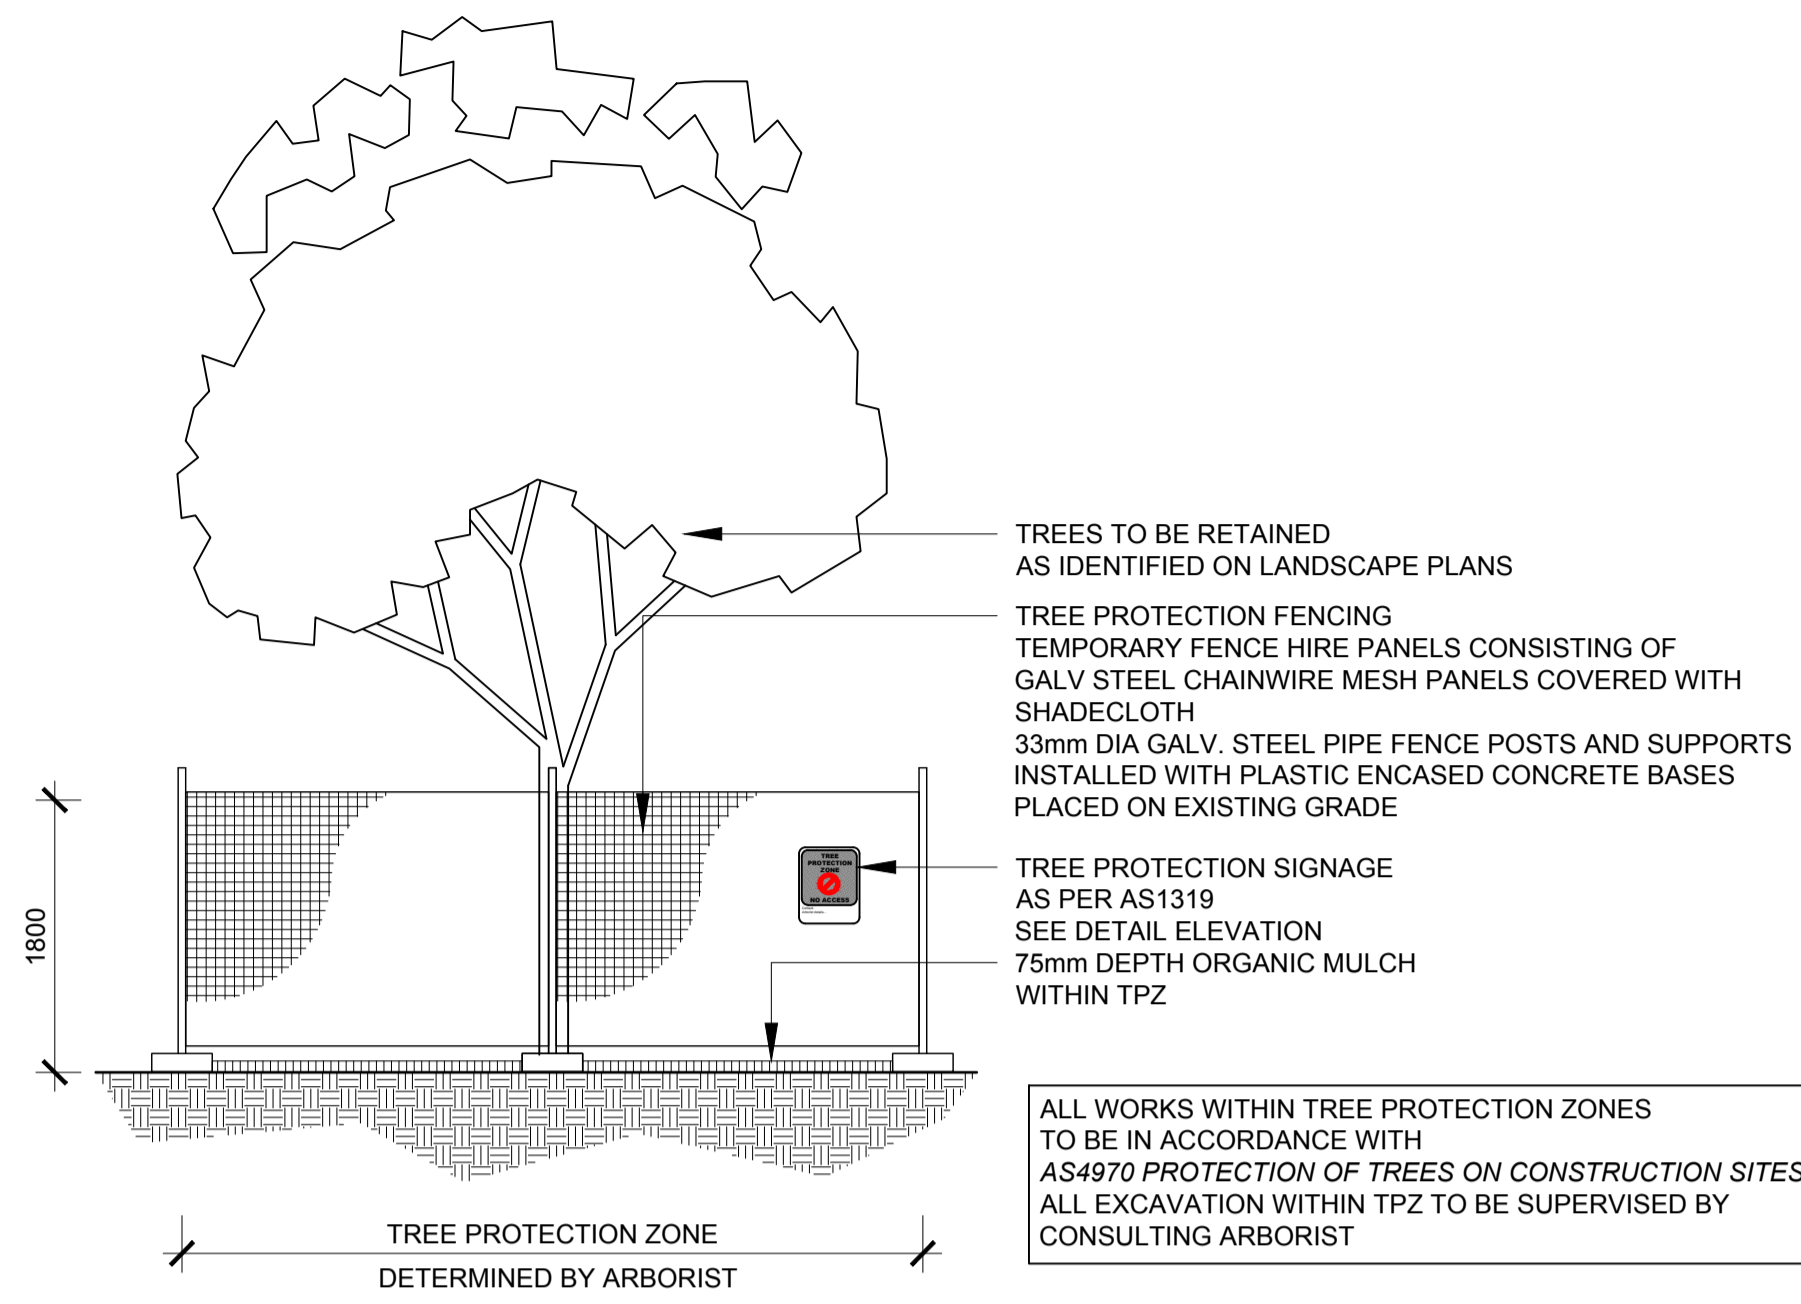 TREES TO BE RETAINED
AS IDENTIFIED ON LANDSCAPE PLANS
TREE PROTECTION FENCING
TEMPORARY FENCE HIRE PANELS CONSISTING OF
GALV STEEL CHAINWIRE MESH PANELS COVERED WITH
SHADECLOTH
33mm DIA GALV. STEEL PIPE FENCE POSTS AND SUPPORTS
INSTALLED WITH PLASTIC ENCASED CONCRETE BASES
PLACED ON EXISTING GRADE
TREE
PROTECTION
ZONE
NO ACCESS
TREE PROTECTION SIGNAGE
AS PER AS1319
SEE DETAIL ELEVATION
75mm DEPTH ORGANIC MULCH
WITHIN TPZ
1800
ALL WORKS WITHIN TREE PROTECTION ZONES
TO BE IN ACCORDANCE WITH
AS4970 PROTECTION OF TREES ON CONSTRUCTION SITES
ALL EXCAVATION WITHIN TPZ TO BE SUPERVISED BY
CONSULTING ARBORIST
TREE PROTECTION ZONE
DETERMINED BY ARBORIST